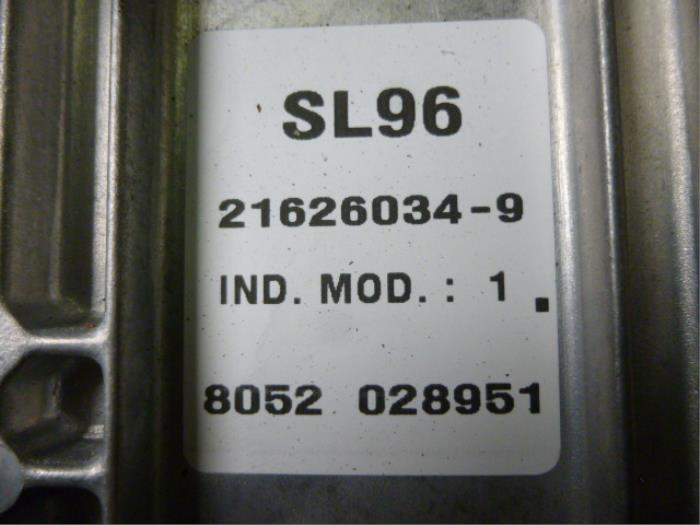 SL96
21626034-9
IND. MOD. : 1 .
8052 028951